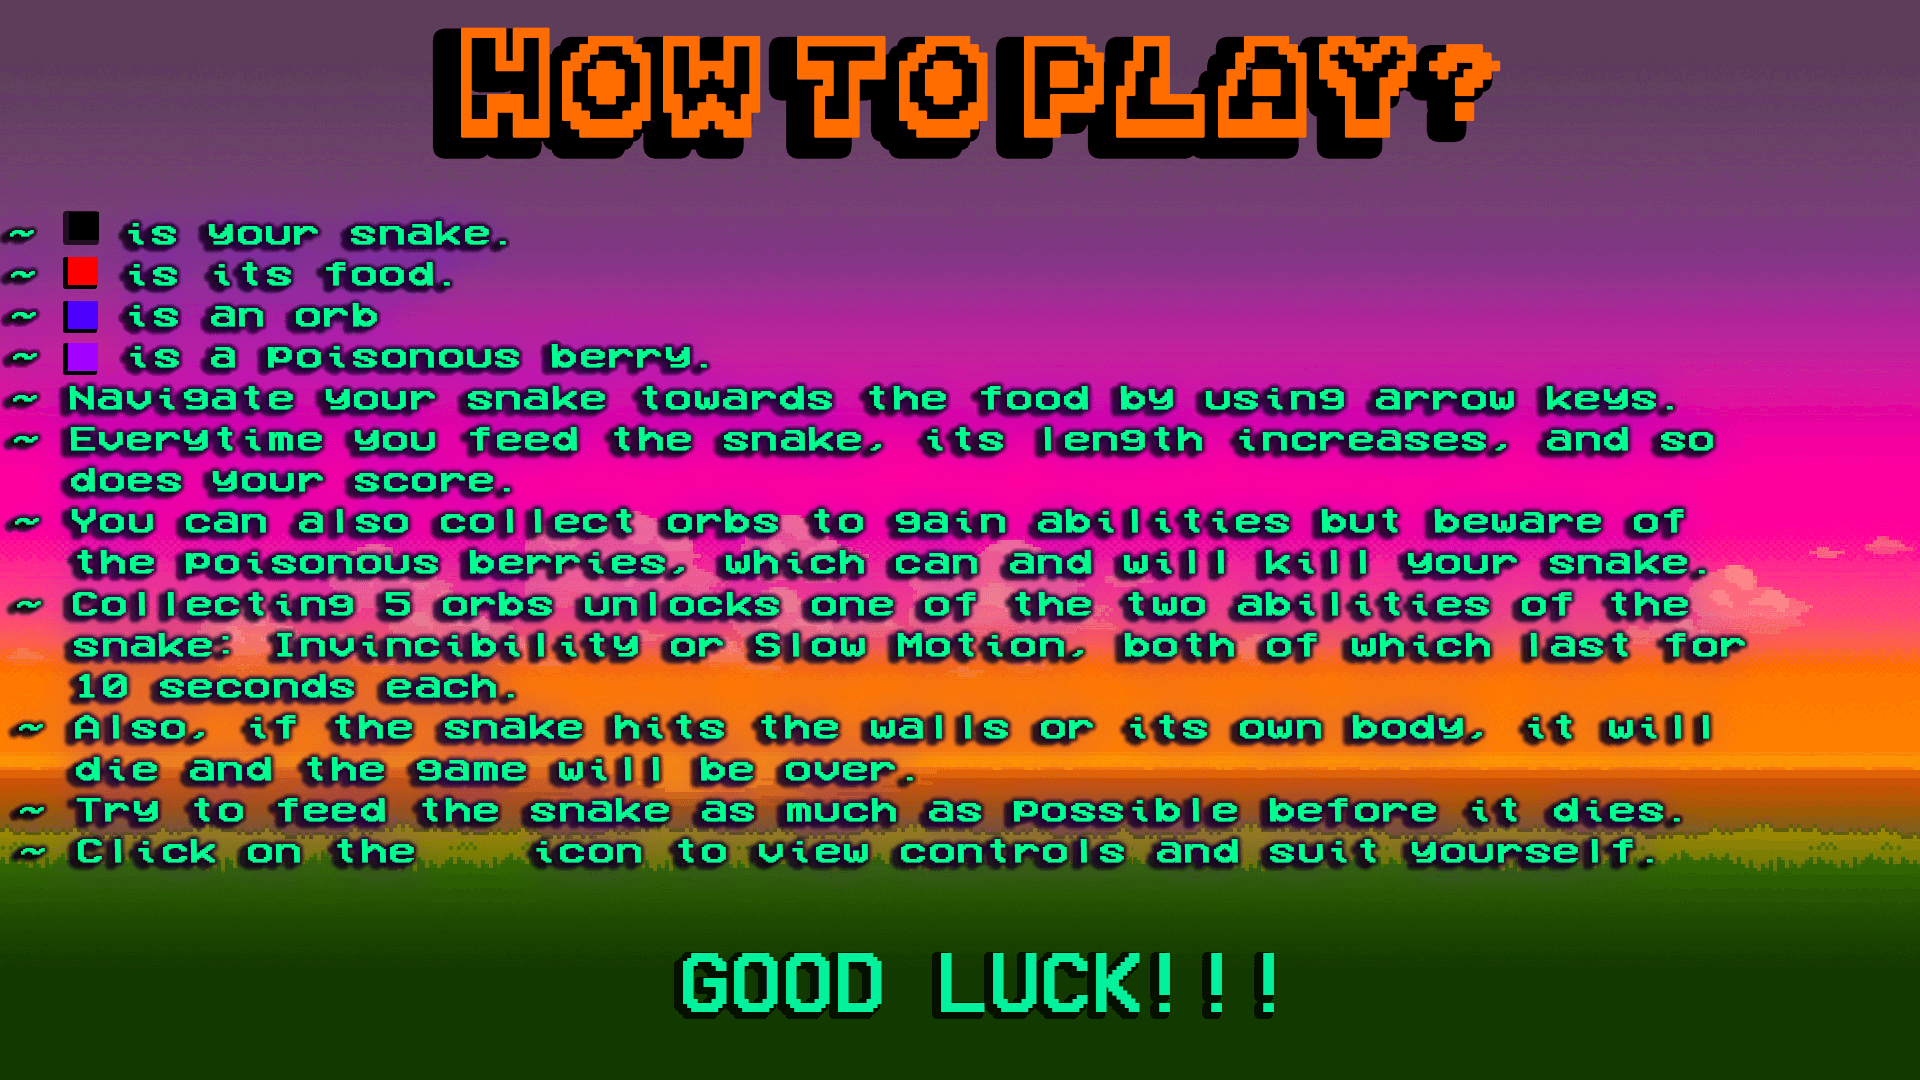 HOW TO PLAY?
~ is your snake.
~ is its food.
~ is an orb
~ is a poisonous berry.
~ Navigate your snake towards the food by using arrow keys.
~ Everytime you feed the snake, its length increases, and so
does your score.
~ You can also collect orbs to gain abilities but beware of
the poisonous berries, which can and will kill your snake.
~ Collecting 5 orbs unlocks one of the two abilities of the
snake: Invincibility or Slow Motion, both of which last for
10 seconds each.
~ Also, if the snake hits the walls or its own body, it will
die and the game will be over.
~ Try to feed the snake as much as possible before it dies.
~ Click on the icon to view controls and suit yourself.
GOOD LUCK!!!